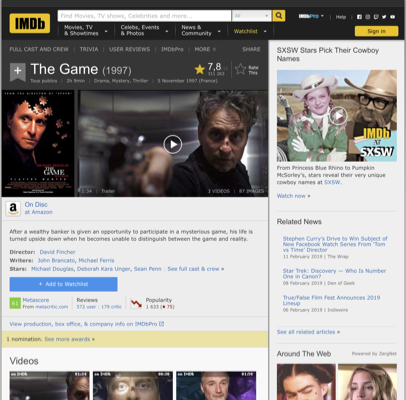 IMDb
Find Movies, TV shows, Celebrities and more...
All
IMDbPro
Help
Movies, TV
& Showtimes
Celebs, Events
& Photos
News &
Community
Watchlist
Sign in
FULL CAST AND CREW | TRIVIA | USER REVIEWS | IMDbPro | MORE
SHARE
The Game (1997)
7,8
Rate
This
Tous publics | 2h 9min | Drama, Mystery, Thriller | 5 November 1997 (France)
THE GAME
1:34 | Trailer
3 VIDEOS | 87 IMAGES
On Disc
at Amazon
After a wealthy banker is given an opportunity to participate in a mysterious game, his life is
turned upside down when he becomes unable to distinguish between the game and reality.
Director: David Fincher
Writers: John Brancato, Michael Ferris
Stars: Michael Douglas, Deborah Kara Unger, Sean Penn | See full cast & crew »
+ Add to Watchlist
61
Metascore
From metacritic.com
Reviews
572 user | 179 critic
Popularity
1 633 (75)
View production, box office, & company info on IMDbPro
1 nomination. See more awards »
Videos
SXSW Stars Pick Their Cowboy
Names
IMDb
AT
SXSW
From Princess Blue Rhino to Pumpkin
McSorley, stars reveal their very unique
cowboy names at SXSW.
Watch now »
Related News
Stephen Curry's Drive to Win Subject of
New Facebook Watch Series From 'Tom
vs Time' Director
11 February 2019 | The Wrap
Star Trek: Discovery — Who Is Number
One in Canon?
08 February 2019 | Den of Geek
True/False Film Fest Announces 2019
Lineup
06 February 2019 | Indiewire
See all related articles »
Around The Web
Powered by ZergNet